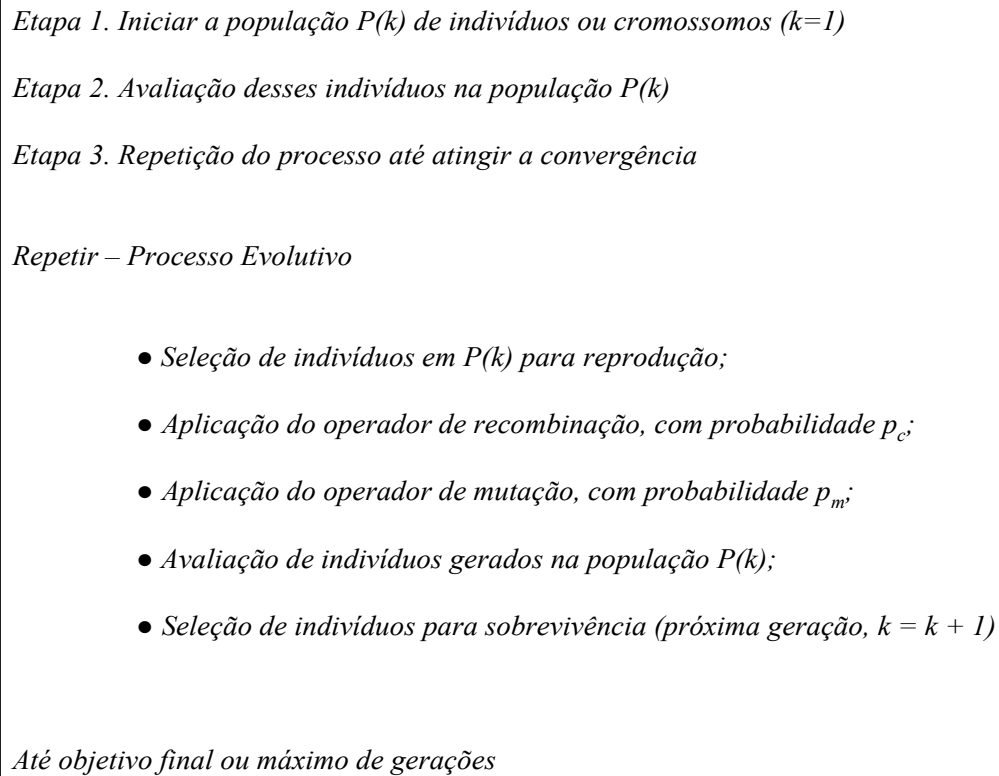 Etapa 1. Iniciar a população P(k) de indivíduos ou cromossomos (k=1)
Etapa 2. Avaliação desses indivíduos na população P(k)
Etapa 3. Repetição do processo até atingir a convergência
Repetir – Processo Evolutivo
● Seleção de indivíduos em P(k) para reprodução;
● Aplicação do operador de recombinação, com probabilidade p_c;
● Aplicação do operador de mutação, com probabilidade p_m;
● Avaliação de indivíduos gerados na população P(k);
● Seleção de indivíduos para sobrevivência (próxima geração, k = k + 1)
Até objetivo final ou máximo de gerações